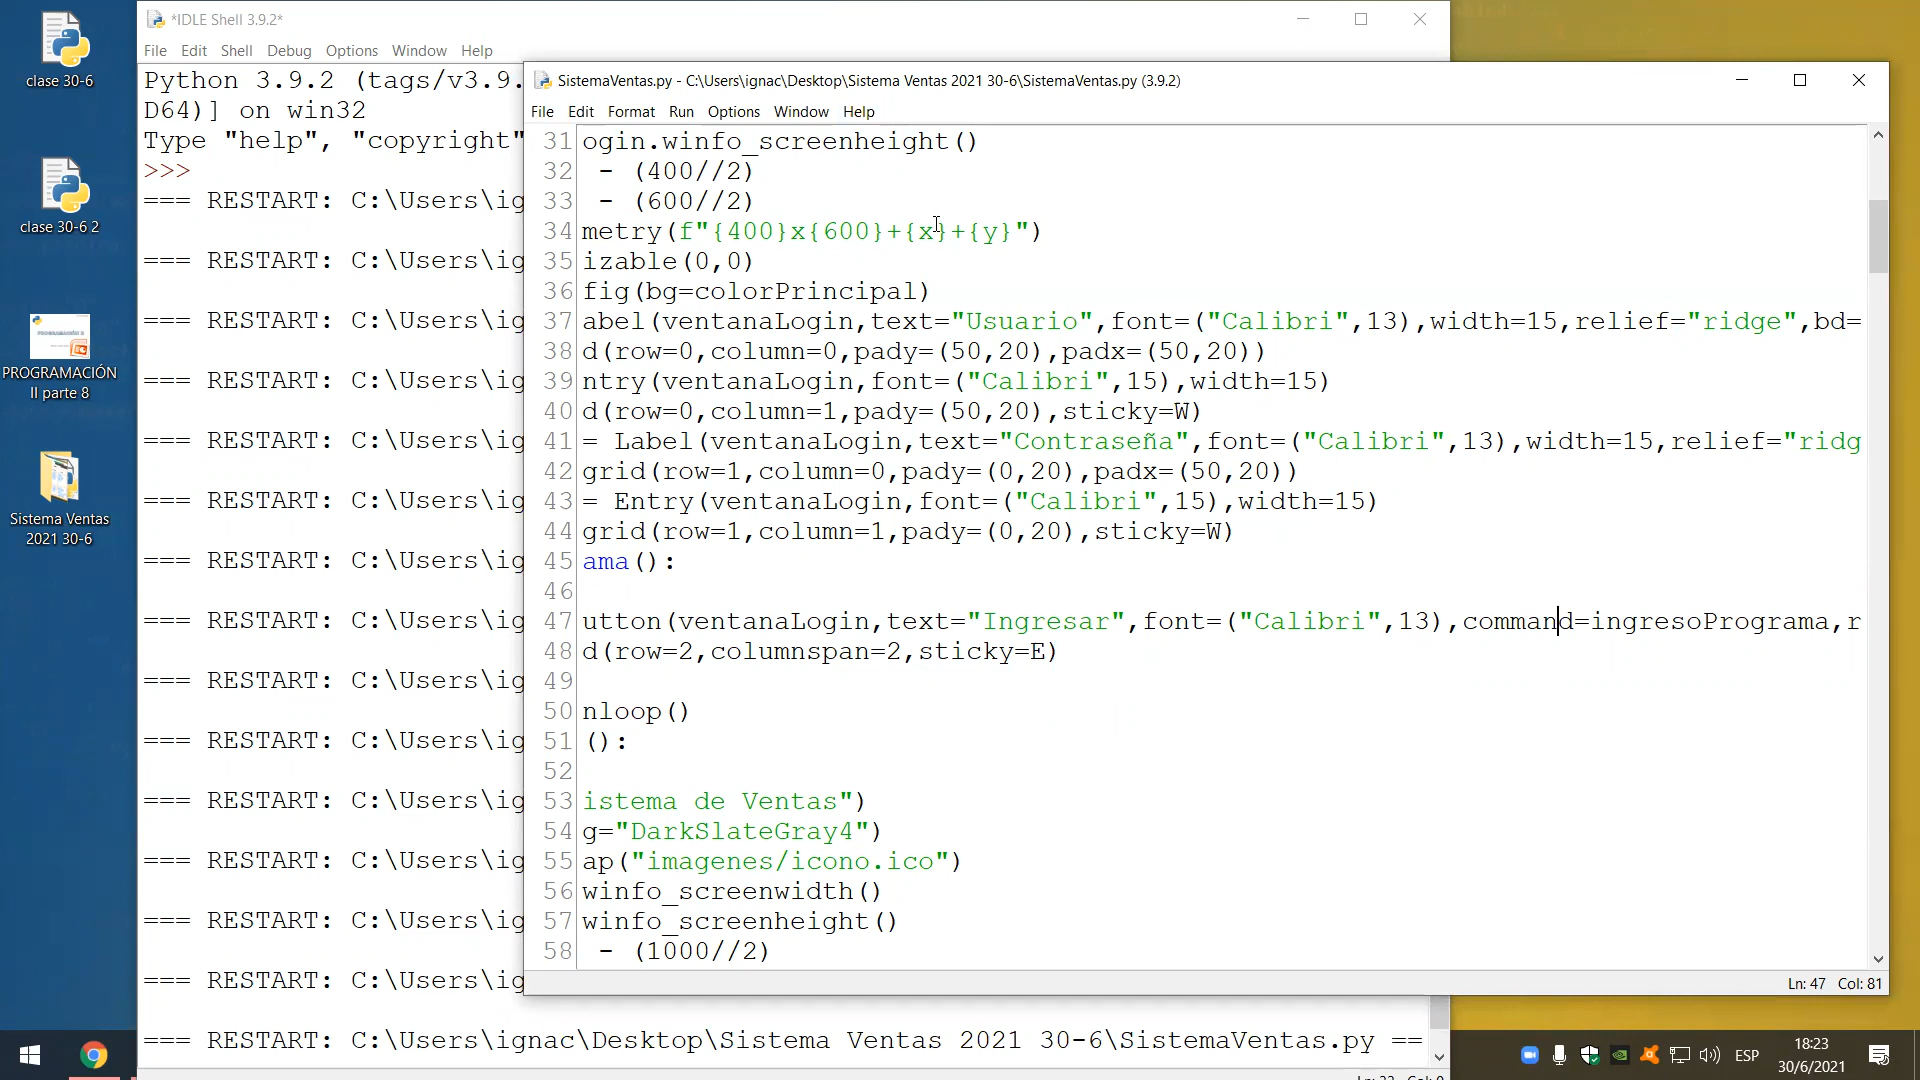 clase 30-6
clase 30-6 2
PROGRAMACIÓN
II parte 8
Sistema Ventas
2021 30-6
*IDLE Shell 3.9.2*
File Edit Shell Debug Options Window Help
Python 3.9.2 (tags/v3.9.
D64)] on win32
Type "help", "copyright"
>>>
=== RESTART: C:\Users\ig
=== RESTART: C:\Users\ig
=== RESTART: C:\Users\ig
=== RESTART: C:\Users\ig
=== RESTART: C:\Users\ig
=== RESTART: C:\Users\ig
=== RESTART: C:\Users\ig
=== RESTART: C:\Users\ig
=== RESTART: C:\Users\ig
=== RESTART: C:\Users\ig
=== RESTART: C:\Users\ig
=== RESTART: C:\Users\ig
=== RESTART: C:\Users\ig
=== RESTART: C:\Users\ig
=== RESTART: C:\Users\ignac\Desktop\Sistema Ventas 2021 30-6\SistemaVentas.py ==
SistemaVentas.py - C:\Users\ignac\Desktop\Sistema Ventas 2021 30-6\SistemaVentas.py (3.9.2)
File Edit Format Run Options Window Help
31 ogin.winfo_screenheight()
32 - (400//2)
33 - (600//2)
34 metry(f"{400}x{600}+{x}+{y}")
35 izable(0,0)
36 fig(bg=colorPrincipal)
37 abel(ventanaLogin,text="Usuario",font=("Calibri",13),width=15,relief="ridge",bd=
38 d(row=0,column=0,pady=(50,20),padx=(50,20))
39 ntry(ventanaLogin,font=("Calibri",15),width=15)
40 d(row=0,column=1,pady=(50,20),sticky=W)
41 = Label(ventanaLogin,text="Contraseña",font=("Calibri",13),width=15,relief="ridg
42 grid(row=1,column=0,pady=(0,20),padx=(50,20))
43 = Entry(ventanaLogin,font=("Calibri",15),width=15)
44 grid(row=1,column=1,pady=(0,20),sticky=W)
45 ama():
46
47 utton(ventanaLogin,text="Ingresar",font=("Calibri",13),command=ingresoPrograma,r
48 d(row=2,columnspan=2,sticky=E)
49
50 nloop()
51 ():
52
53 istema de Ventas")
54 g="DarkSlateGray4")
55 ap("imagenes/icono.ico")
56 winfo_screenwidth()
57 winfo_screenheight()
58 - (1000//2)
Ln: 47 Col: 81
ESP
18:23
30/6/2021